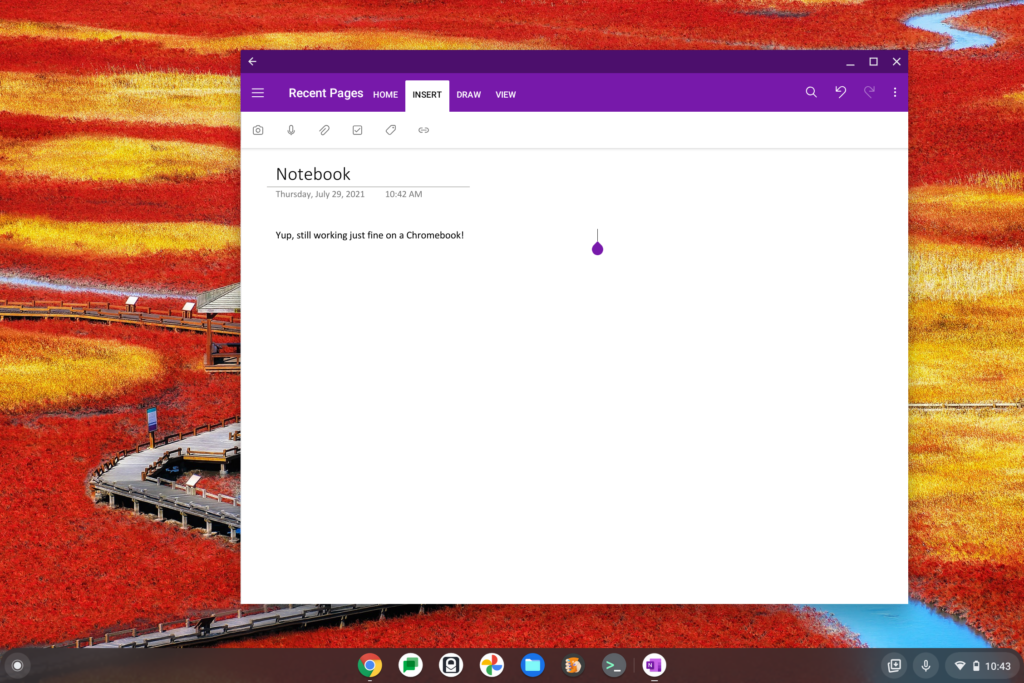 Recent Pages HOME INSERT DRAW VIEW
Notebook
Thursday, July 29, 2021 10:42 AM
Yup, still working just fine on a Chromebook!
10:43